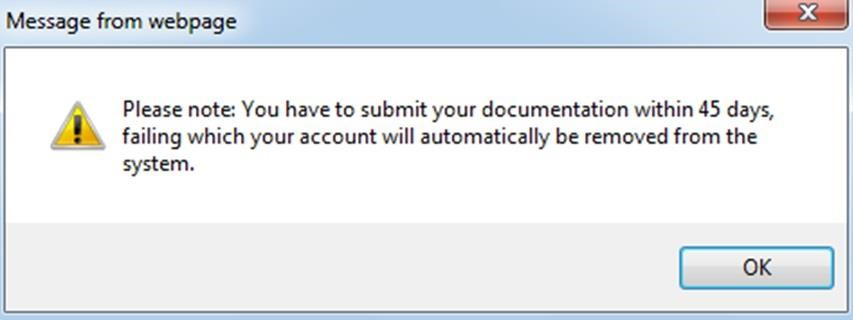 Message from webpage
Please note: You have to submit your documentation within 45 days,
failing which your account will automatically be removed from the
system.
OK